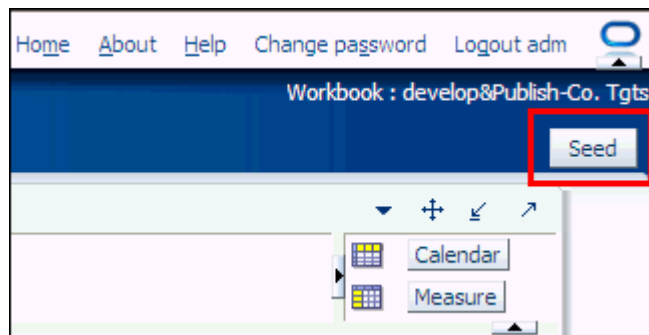 Home About Help Change password Logout adm
Workbook : develop&Publish-Co. Tgts
Seed
Calendar
Measure